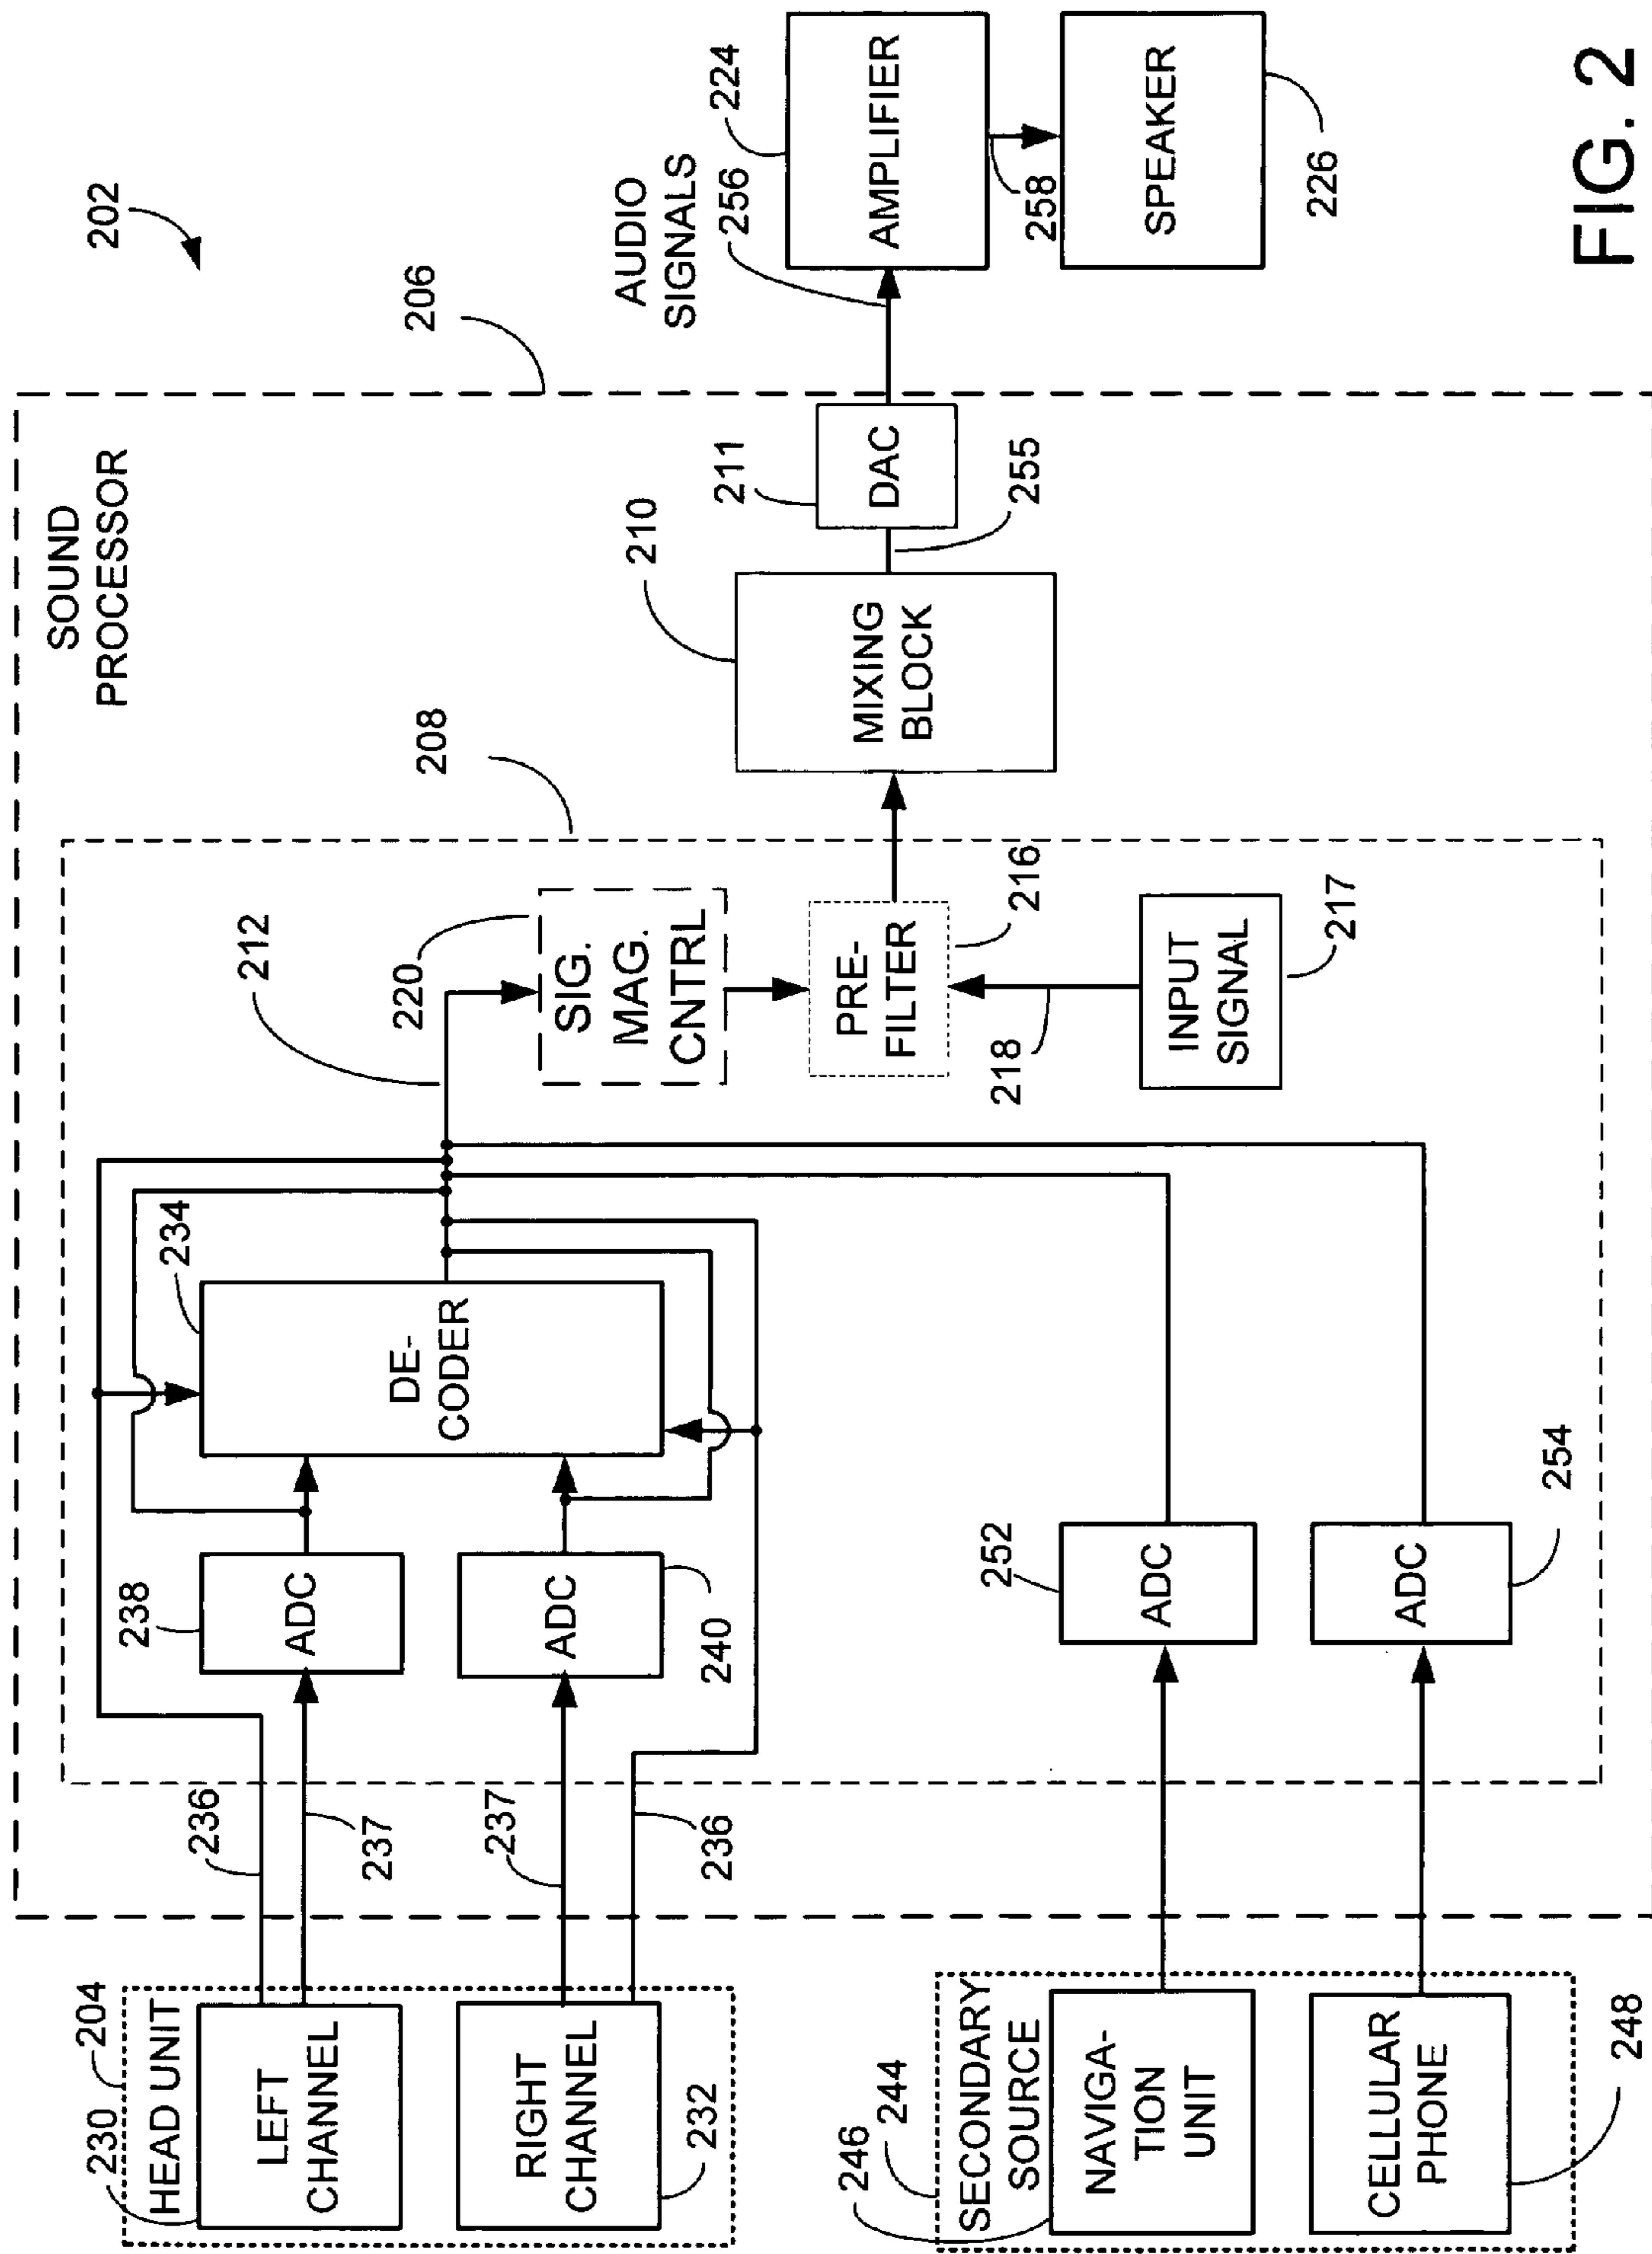 202
SOUND
PROCESSOR
206
208
212
220
234
236
237
238
204
HEAD UNIT
230
LEFT
CHANNEL
ADC
DE-
CODER
SIG.
MAG.
CNTRL
210
211
AUDIO
SIGNALS
256
224
RIGHT
CHANNEL
232
237
236
ADC
240
PRE-
FILTER
216
MIXING
BLOCK
DAC
255
AMPLIFIER
258
218
INPUT
SIGNAL
217
SPEAKER
226
246
244
SECONDARY
SOURCE
NAVIGA-
TION
UNIT
252
ADC
CELLULAR
PHONE
248
ADC
254
FIG. 2